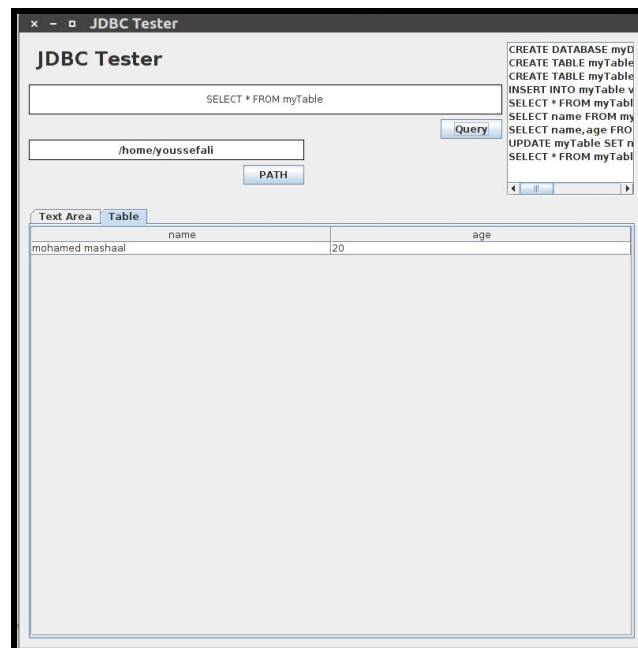 JDBC Tester
JDBC Tester
SELECT * FROM myTable
Query
/home/youssefali
PATH
CREATE DATABASE myD
CREATE TABLE myTable
CREATE TABLE myTable
INSERT INTO myTable v
SELECT * FROM myTabl
SELECT name FROM my
SELECT name,age FRO
UPDATE myTable SET n
SELECT * FROM myTabl
Text Area Table
name age
mohamed mashaal 20